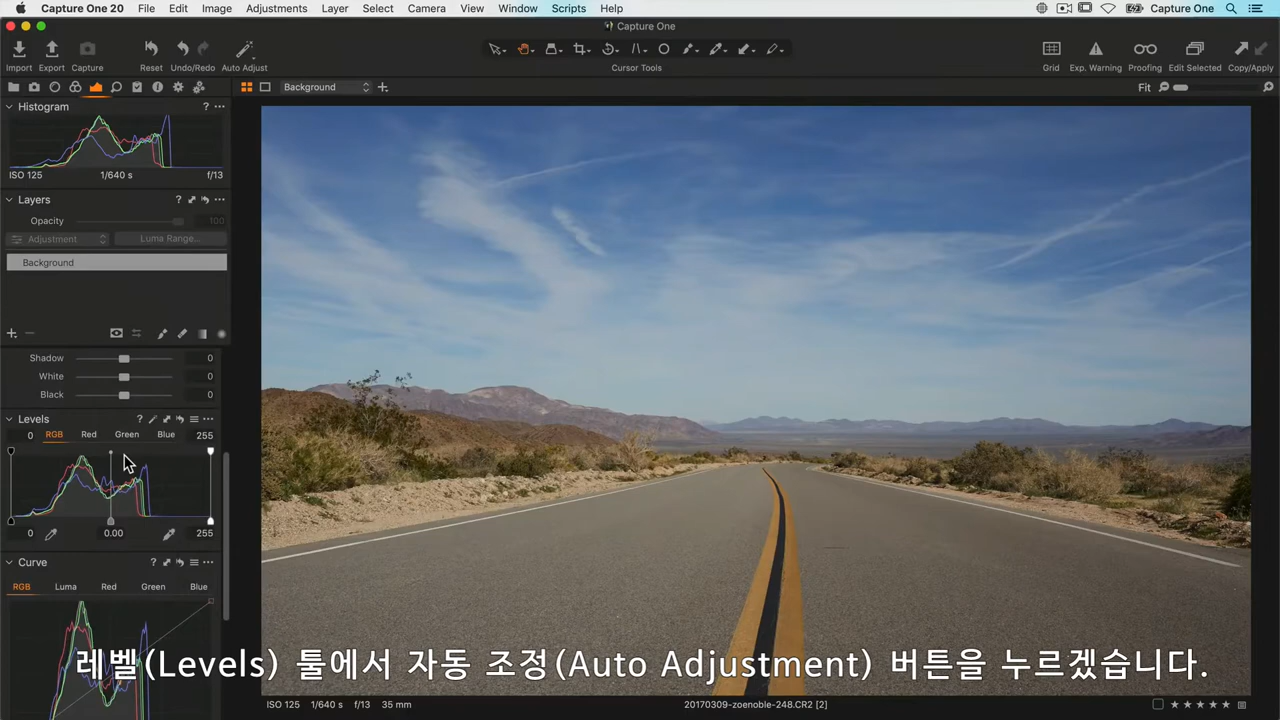 Capture One 20 File Edit View Image Adjustments Layer Select Camera View Window Scripts Help Capture One
Capture One
Import Export Capture Reset Undo/Redo Auto Adjust Cursor Tools Grid Exp. Warning Proofing Edit Selected Copy/Apply
Background Fit
Histogram ? ...
ISO 125 1/640 s f/13
Layers ? ...
Opacity 100
Adjustment Luma Range...
Background
Shadow 0
White 0
Black 0
Levels ? ...
0 RGB Red Green Blue 255
0 0.00 255
Curve ? ...
RGB Luma Red Green Blue
레벨(Levels) 툴에서 자동 조정(Auto Adjustment) 버튼을 누르겠습니다.
ISO 125 1/640 s f/13 35 mm 20170309-zoenoble-248.CR2 [2]